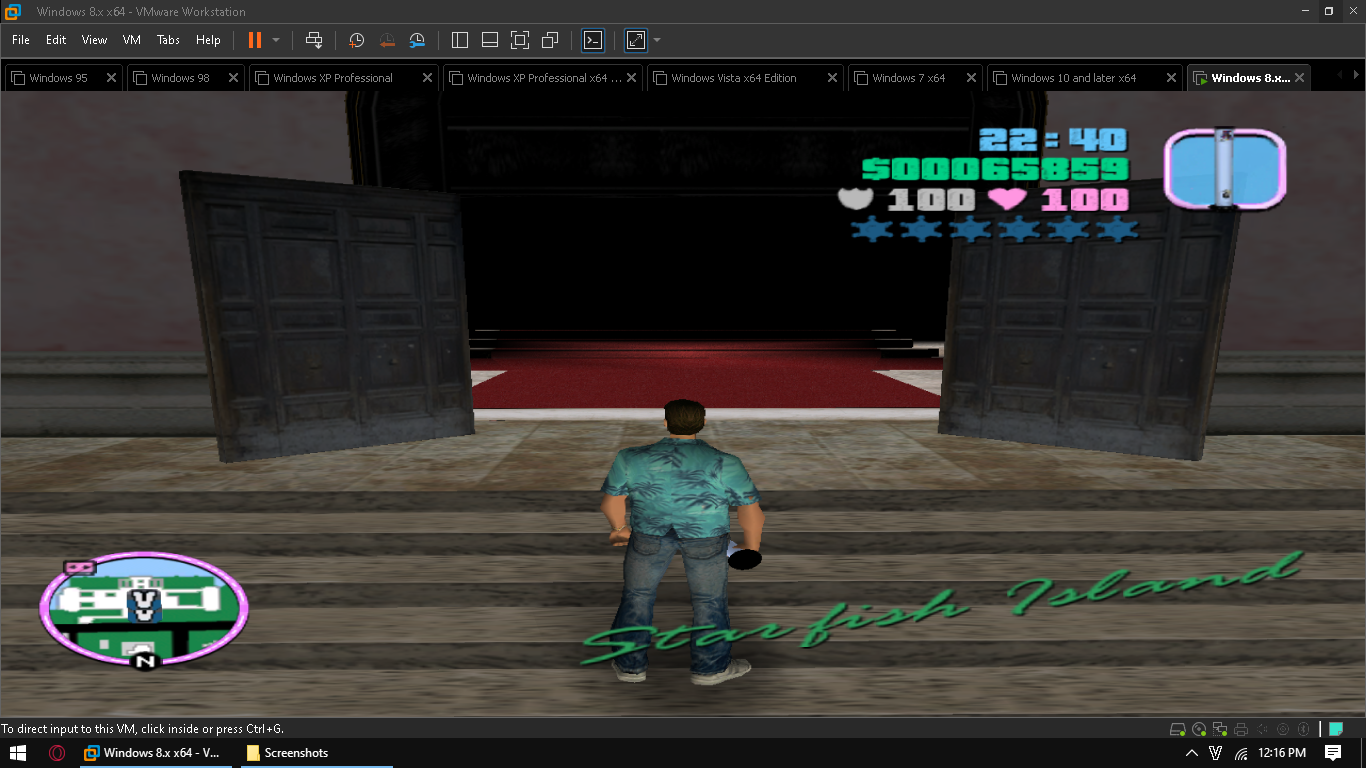 Windows 8.x x64 - VMware Workstation
File Edit View VM Tabs Help
Windows 95 Windows 98 Windows XP Professional Windows XP Professional x64 ... Windows Vista x64 Edition Windows 7 x64 Windows 10 and later x64 Windows 8.x...
22:40
$00065859
100 100
Starfish Island
N
To direct input to this VM, click inside or press Ctrl+G.
Windows 8.x x64 - V... Screenshots 12:16 PM